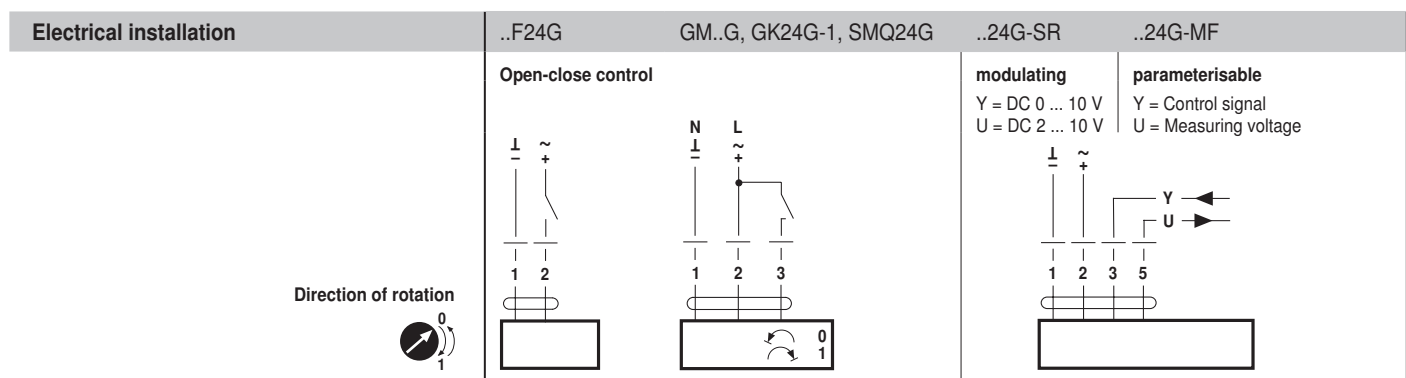 Electrical installation ..F24G GM..G, GK24G-1, SMQ24G ..24G-SR ..24G-MF
Open-close control modulating parameterisable
Y = DC 0 ... 10 V Y = Control signal
U = DC 2 ... 10 V U = Measuring voltage
N L
⊥ ~ ⊥ ~ ⊥ ~
– + – + – +
Y
U
1 2 1 2 3 1 2 3 5
Direction of rotation
0 0
1 1